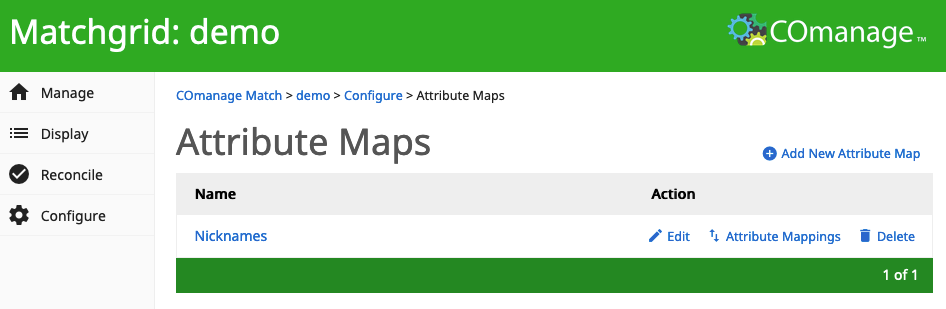 Matchgrid: demo
COmanage™
Manage
Display
Reconcile
Configure
COmanage Match > demo > Configure > Attribute Maps
Attribute Maps
Add New Attribute Map
Name Action
Nicknames Edit Attribute Mappings Delete
1 of 1